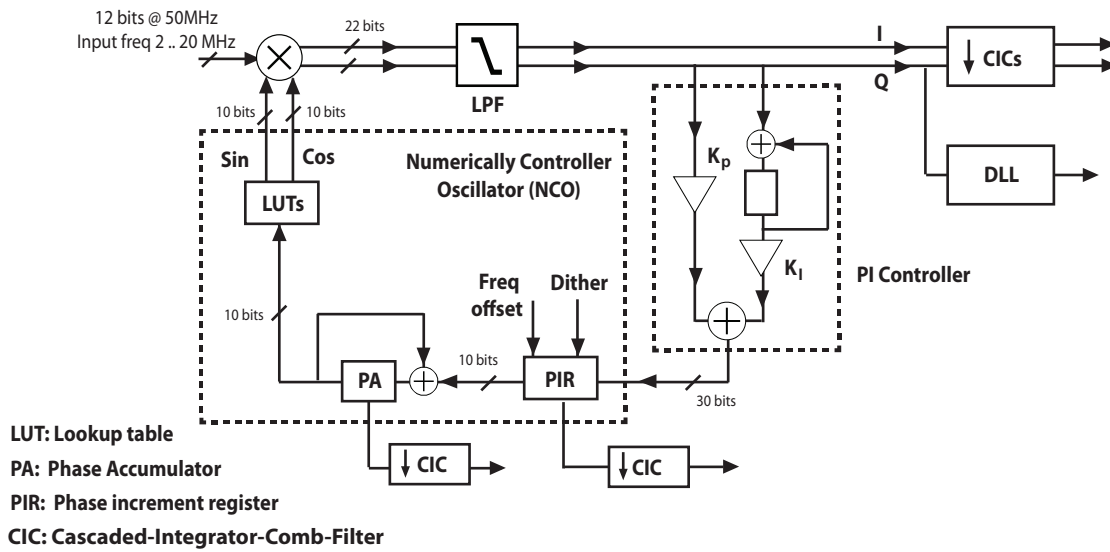 12 bits @ 50MHz
Input freq 2 .. 20 MHz
22 bits
LPF
I
Q
CICs
DLL
10 bits
10 bits
Sin
Cos
LUTs
Numerically Controller
Oscillator (NCO)
Kp
KI
PI Controller
Freq
offset
Dither
10 bits
10 bits
PA
PIR
30 bits
CIC
CIC
LUT: Lookup table
PA: Phase Accumulator
PIR: Phase increment register
CIC: Cascaded-Integrator-Comb-Filter